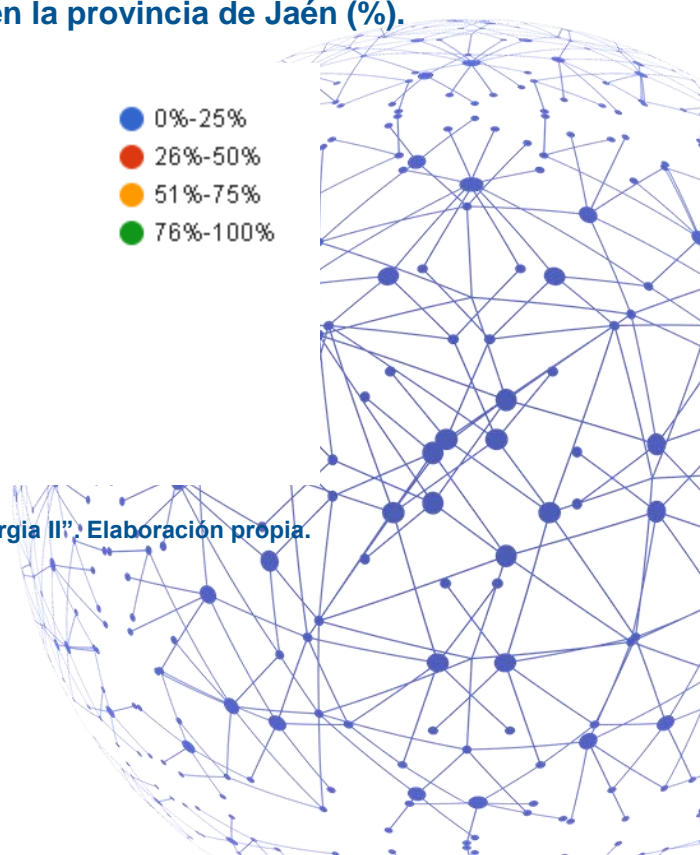 en la provincia de Jaén (%).
0%-25%
26%-50%
51%-75%
76%-100%
rgia II”. Elaboración propia.